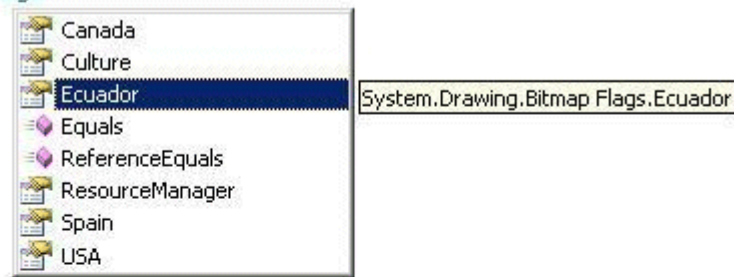 Canada
Culture
Ecuador
System.Drawing.Bitmap Flags.Ecuador
Equals
ReferenceEquals
ResourceManager
Spain
USA